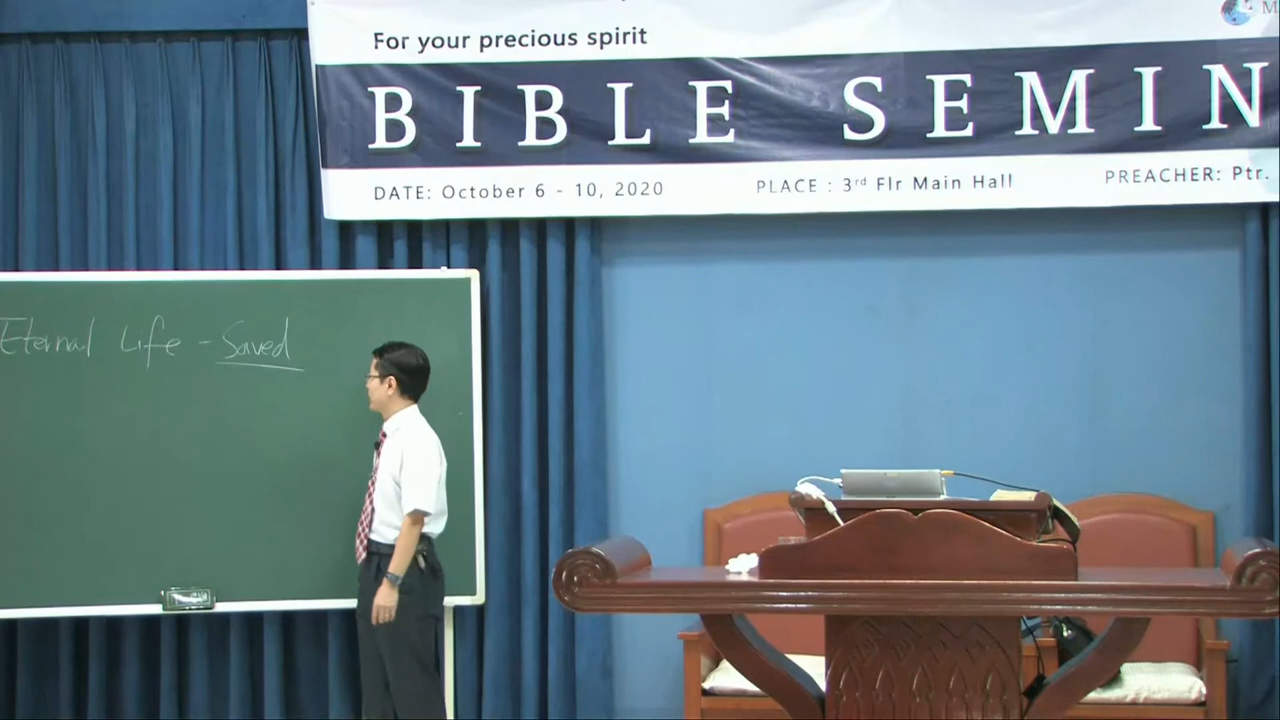 M
For your precious spirit
BIBLE SEMIN
DATE: October 6 - 10, 2020 PLACE : 3rd Flr Main Hall PREACHER: Ptr.
Eternal Life - Saved